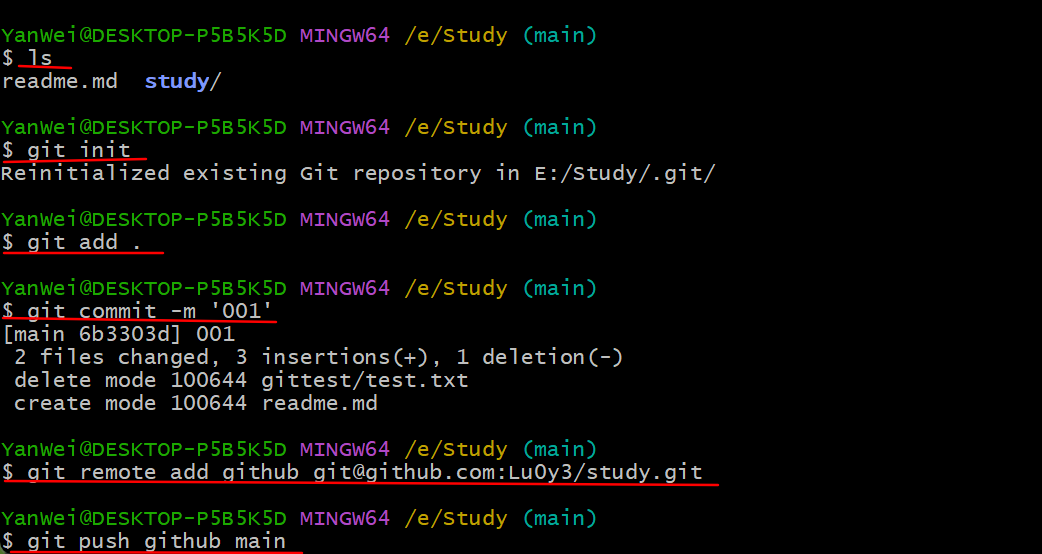 YanWei@DESKTOP-P5B5K5D MINGW64 /e/Study (main)
$ ls
readme.md  study/
YanWei@DESKTOP-P5B5K5D MINGW64 /e/Study (main)
$ git init
Reinitialized existing Git repository in E:/Study/.git/
YanWei@DESKTOP-P5B5K5D MINGW64 /e/Study (main)
$ git add .
YanWei@DESKTOP-P5B5K5D MINGW64 /e/Study (main)
$ git commit -m '001'
[main 6b3303d] 001
 2 files changed, 3 insertions(+), 1 deletion(-)
 delete mode 100644 gittest/test.txt
 create mode 100644 readme.md
YanWei@DESKTOP-P5B5K5D MINGW64 /e/Study (main)
$ git remote add github git@github.com:LuOy3/study.git
YanWei@DESKTOP-P5B5K5D MINGW64 /e/Study (main)
$ git push github main